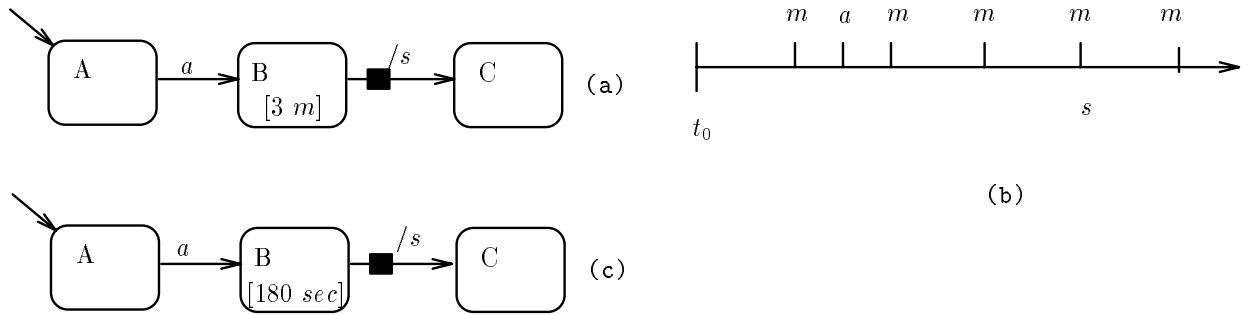 A a B [3 m] /s C (a)
m a m m m m
s
t0
(b)
A a B [180 sec] /s C (c)